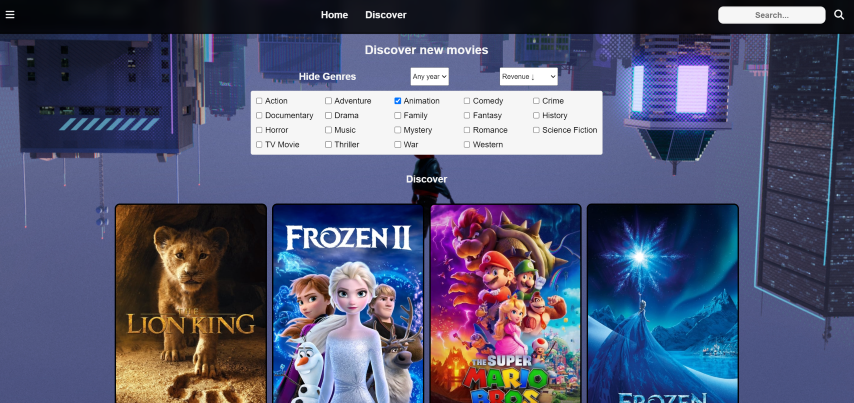 Home Discover Search...
Discover new movies
Hide Genres Any year Revenue ↓
Action Adventure Animation Comedy Crime
Documentary Drama Family Fantasy History
Horror Music Mystery Romance Science Fiction
TV Movie Thriller War Western
Discover
THE LION KING
FROZEN II
THE SUPER
MARIO
BROS
FROZEN